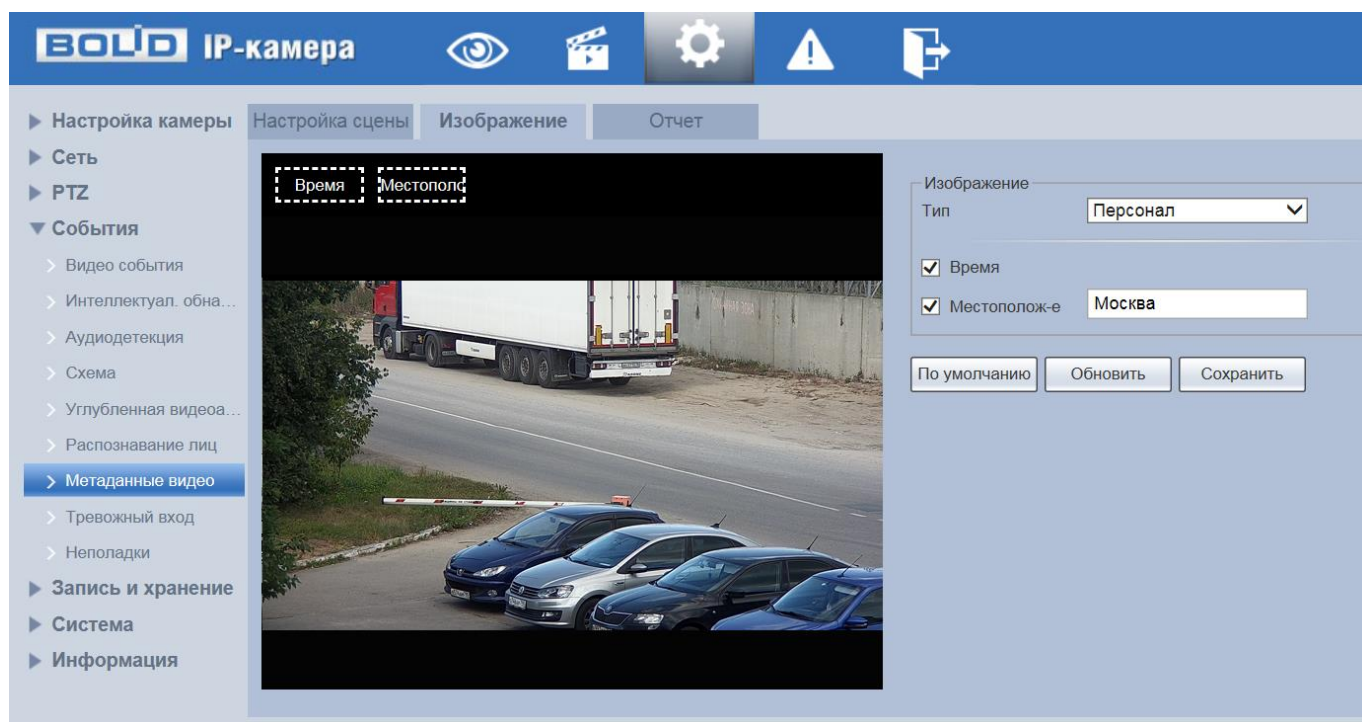 BOLID IP-камера
Настройка камеры
Сеть
PTZ
События
Видео события
Интеллектуал. обна...
Аудиодетекция
Схема
Углубленная видеоа...
Распознавание лиц
Метаданные видео
Тревожный вход
Неполадки
Запись и хранение
Система
Информация
Настройка сцены Изображение Отчет
Время Местополо
Изображение
Тип Персонал
Время
Местополож-е Москва
По умолчанию Обновить Сохранить